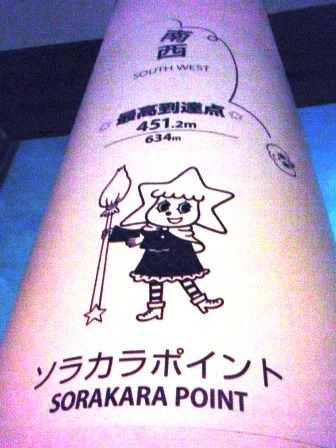 南西
SOUTH WEST
最高到達点
451.2m
634m
ソラカラポイント
SORAKARA POINT